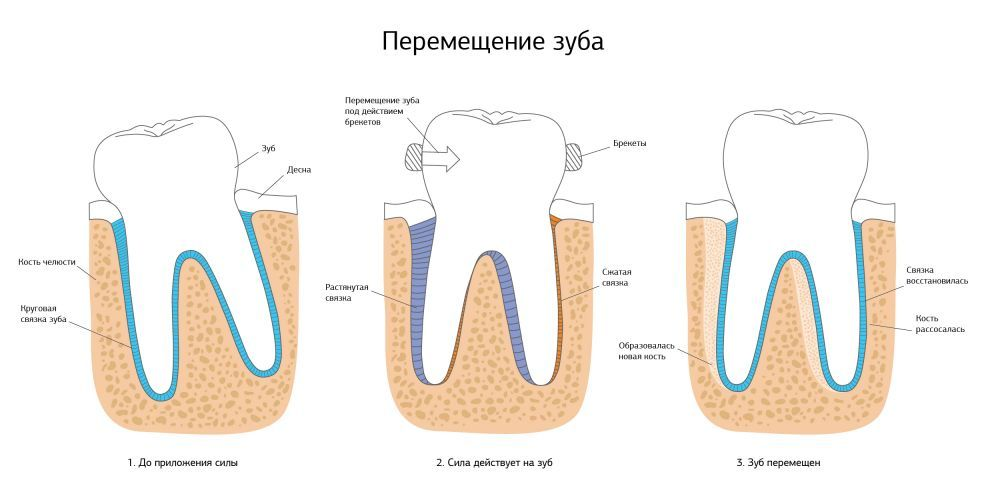 Перемещение зуба
Перемещение зуба
под действием
брекетов
Зуб
Десна
Брекеты
Кость челюсти
Круговая
связка зуба
Растянутая
связка
Сжатая
связка
Связка
восстановилась
Кость
рассосалась
Образовалась
новая кость
1. До приложения силы
2. Сила действует на зуб
3. Зуб перемещен